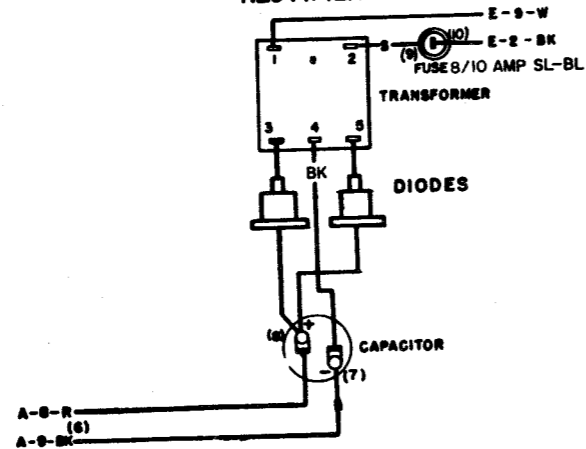 E-9-W
(10)
E-2-BK
(9)
FUSE 8/10 AMP SL-BL
1
2
TRANSFORMER
3
4
5
BK
DIODES
+
(8)
CAPACITOR
-
(7)
A-8-R
(6)
A-9-BK